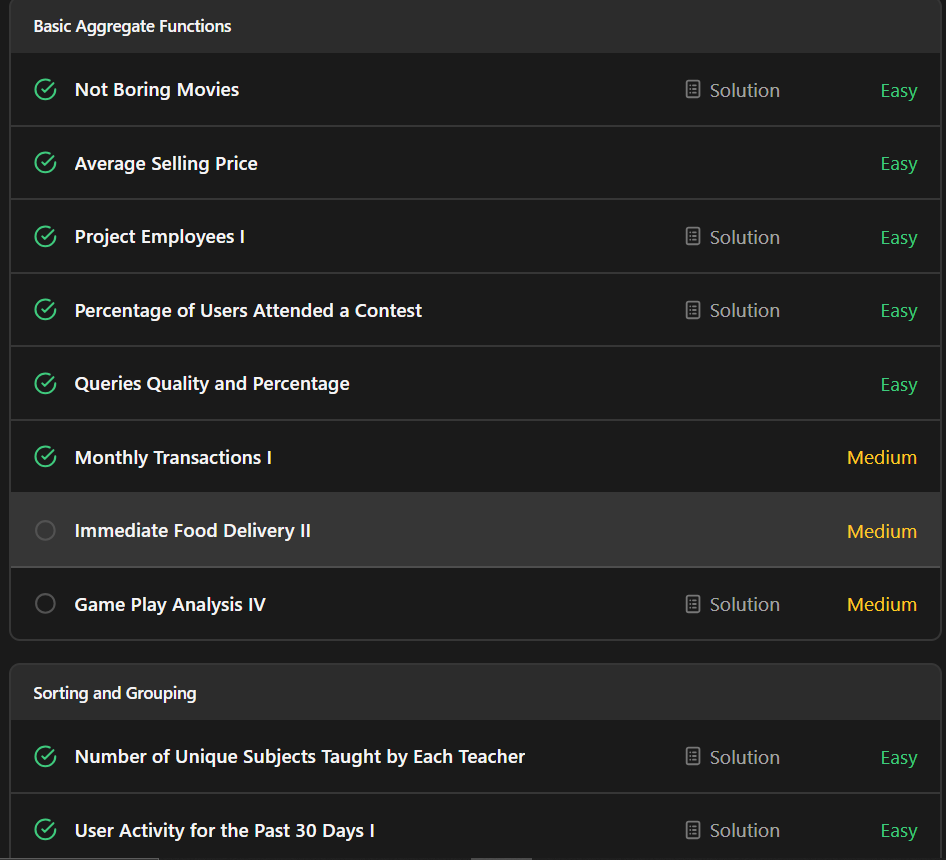 Basic Aggregate Functions
Not Boring Movies Solution Easy
Average Selling Price Easy
Project Employees I Solution Easy
Percentage of Users Attended a Contest Solution Easy
Queries Quality and Percentage Easy
Monthly Transactions I Medium
Immediate Food Delivery II Medium
Game Play Analysis IV Solution Medium
Sorting and Grouping
Number of Unique Subjects Taught by Each Teacher Solution Easy
User Activity for the Past 30 Days I Solution Easy